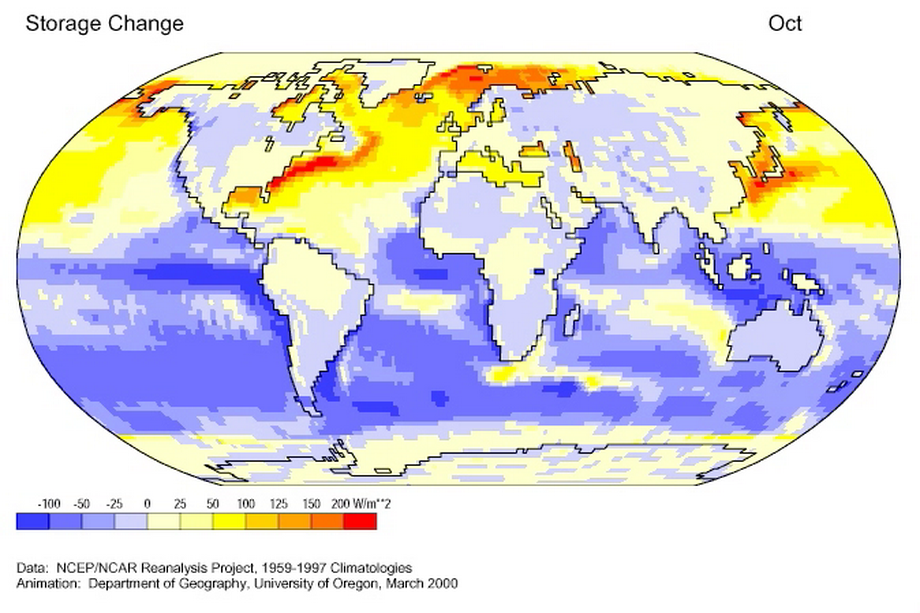 Storage Change Oct
-100 -50 -25 0 25 50 100 125 150 200 W/m**2
Data: NCEP/NCAR Reanalysis Project, 1959-1997 Climatologies
Animation: Department of Geography, University of Oregon, March 2000